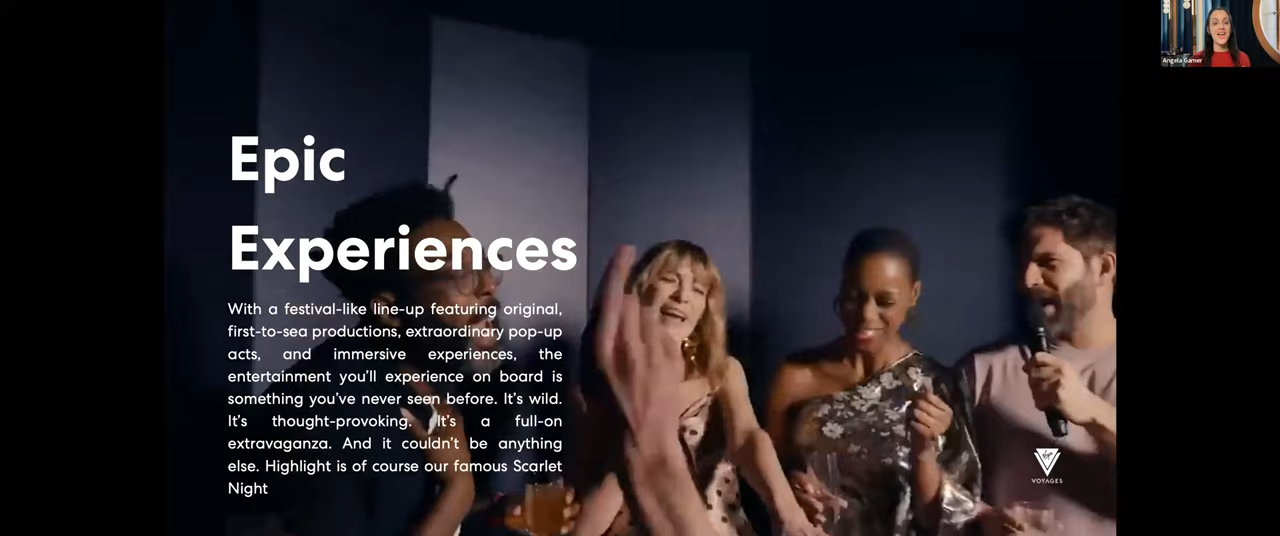 Epic
Experiences
With a festival-like line-up featuring original,
first-to-sea productions, extraordinary pop-up
acts, and immersive experiences, the
entertainment you'll experience on board is
something you've never seen before. It's wild.
It's thought-provoking. It's a full-on
extravaganza. And it couldn't be anything
else. Highlight is of course our famous Scarlet
Night
Angela Garner
Virgin
VOYAGES